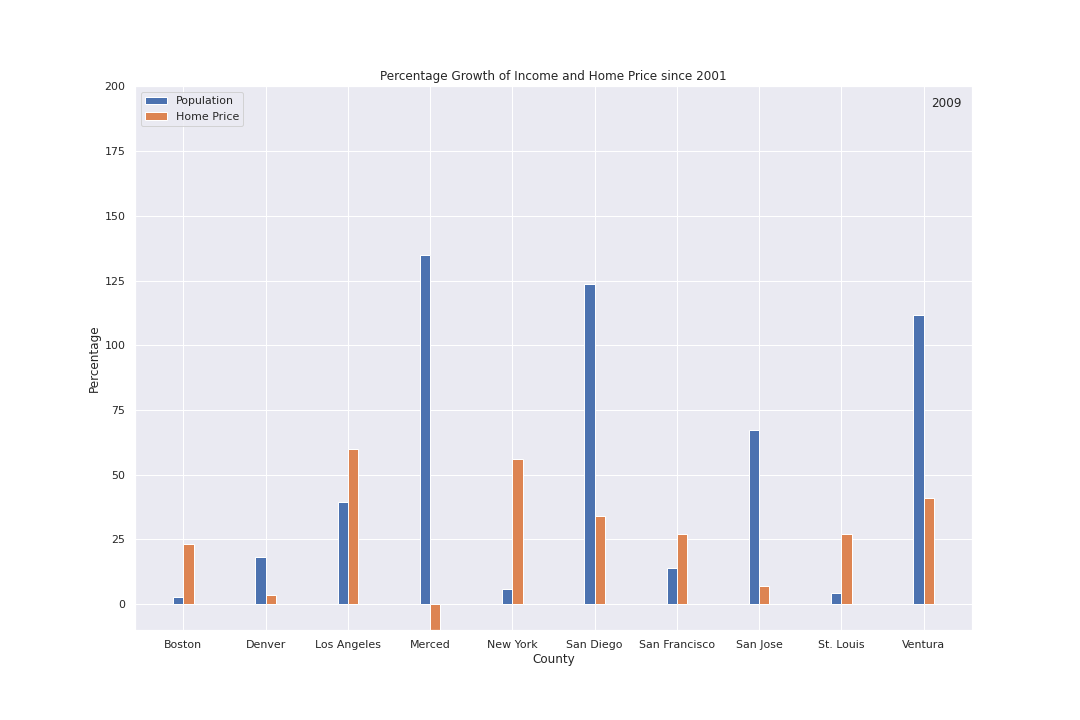 Percentage Growth of Income and Home Price since 2001
200
175
150
125
100
75
50
25
0
Percentage
Population
Home Price
2009
Boston Denver Los Angeles Merced New York San Diego San Francisco San Jose St. Louis Ventura
County